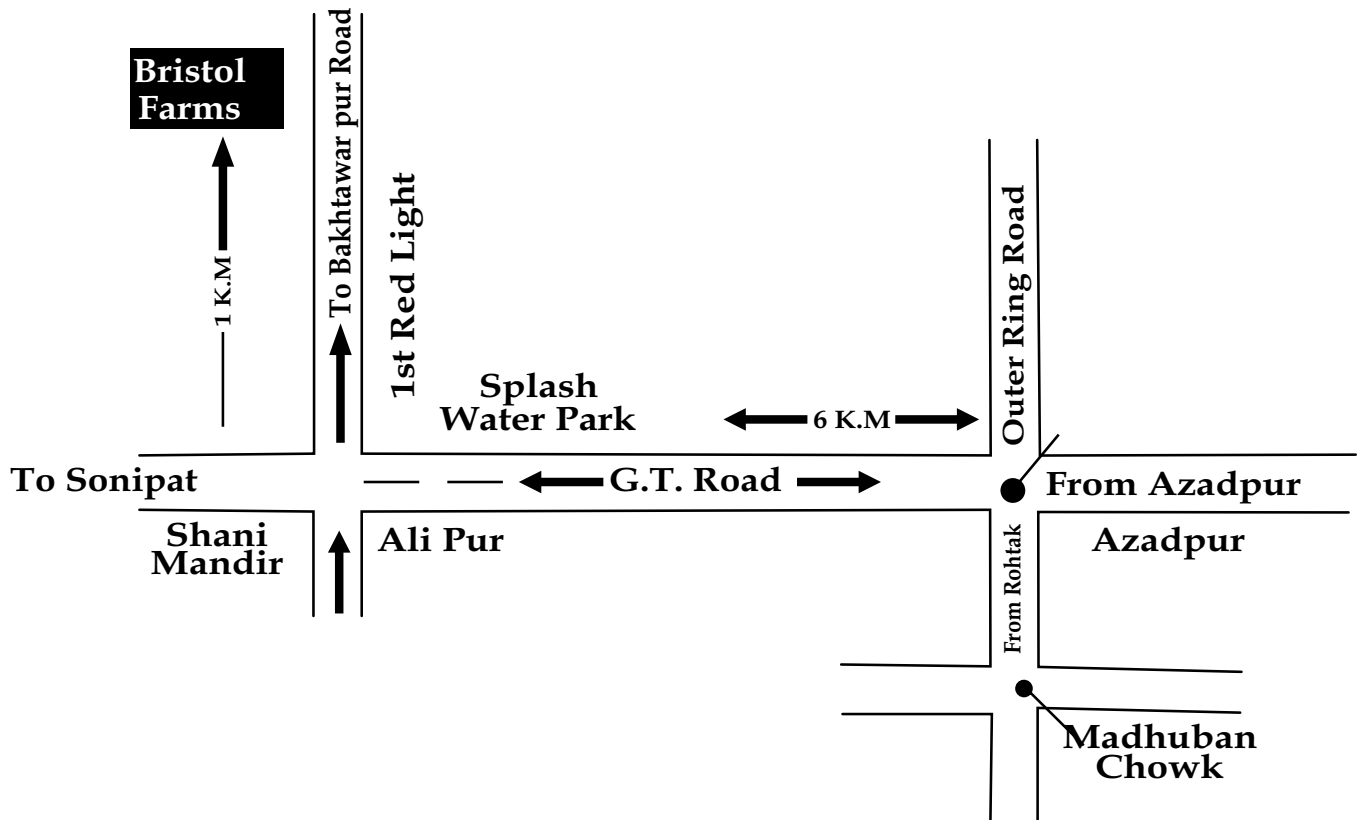 Bristol
Farms
To Bakhtawar pur Road
1 K.M
1st Red Light
Outer Ring Road
Splash
Water Park
6 K.M
To Sonipat
G.T. Road
From Azadpur
Shani
Mandir
Ali Pur
Azadpur
From Rohtak
Madhuban
Chowk